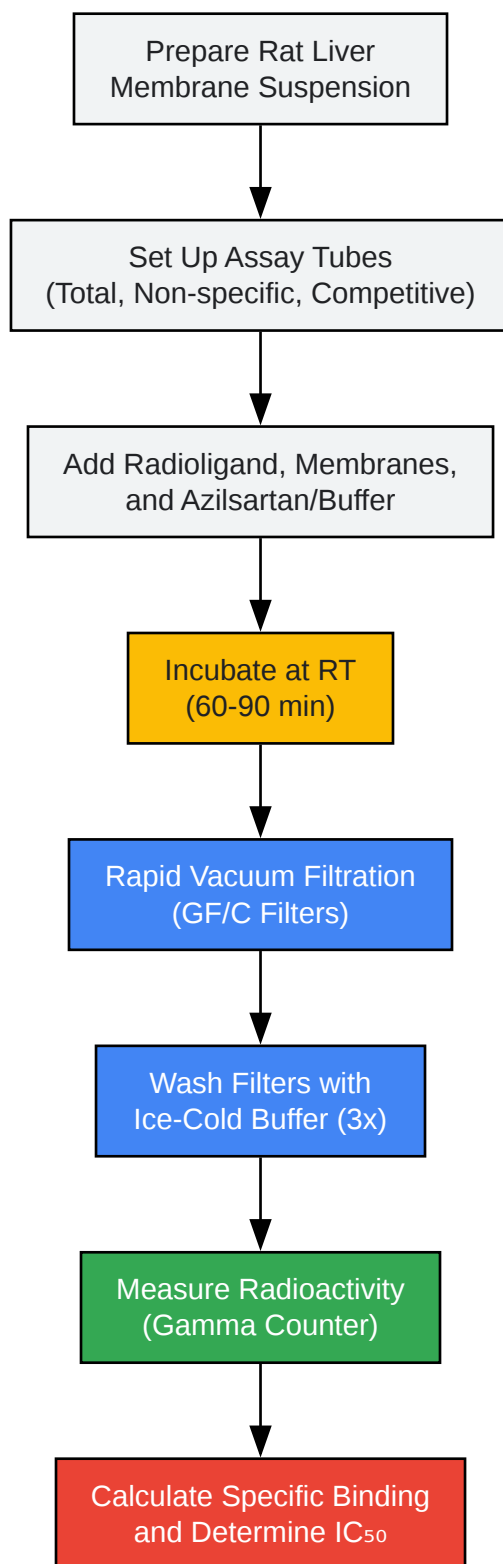 Prepare Rat Liver
Membrane Suspension
Set Up Assay Tubes
(Total, Non-specific, Competitive)
Add Radioligand, Membranes,
and Azilsartan/Buffer
Incubate at RT
(60-90 min)
Rapid Vacuum Filtration
(GF/C Filters)
Wash Filters with
Ice-Cold Buffer (3x)
Measure Radioactivity
(Gamma Counter)
Calculate Specific Binding
and Determine IC₅₀